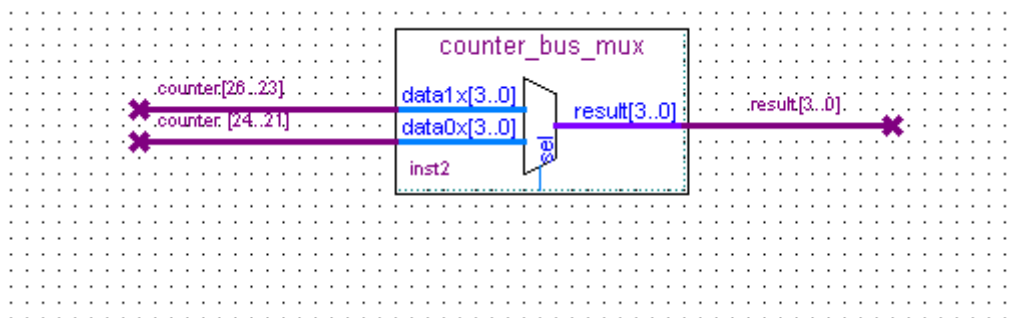 counter_bus_mux
counter[26..23]
data1x[3..0]
counter. [24..21]
data0x[3..0]
result[3..0]
result[3..0]
sel
inst2